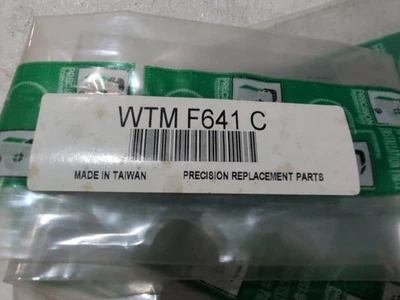 WTM F641 C
MADE IN TAIWAN PRECISION REPLACEMENT PARTS